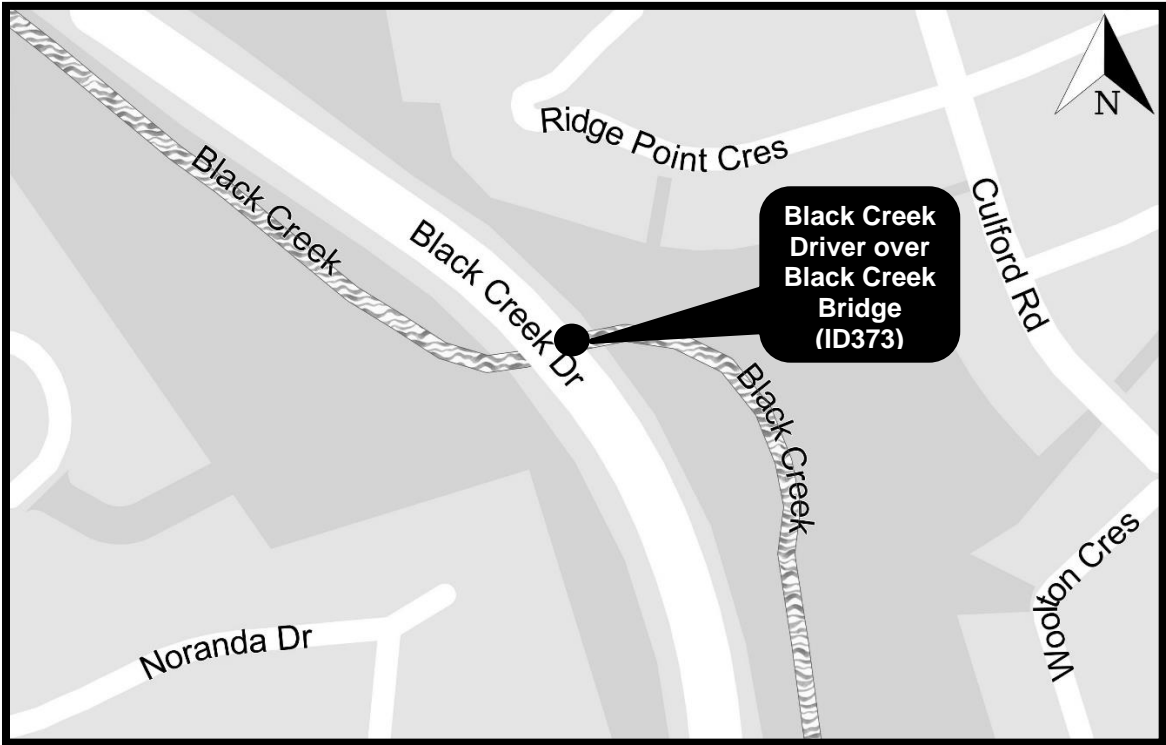 N
Ridge Point Cres
Black Creek
Culford Rd
Black Creek
Driver over
Black Creek
Bridge
(ID373)
Black Creek Dr
Black Creek
Woolton Cres
Noranda Dr